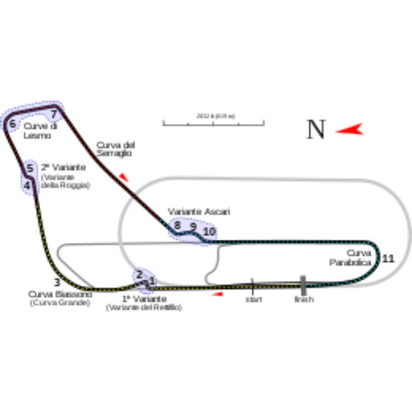 7
6
Curve di
Lesmo
2012 ft (619 m)
N
Curva del
Serraglio
5
4
2ª Variante
(Variante
della Roggia)
Variante Ascari
8 9 10
Curva
Parabolica
11
3
2
1
Curva Biassono
(Curva Grande)
1ª Variante
(Variante del Rettifilo)
start
finish